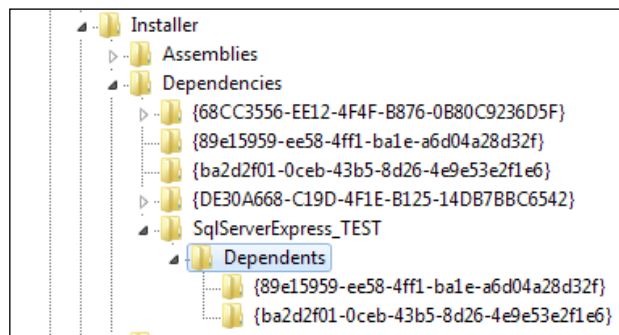 Installer
Assemblies
Dependencies
{68CC3556-EE12-4F4F-B876-0B80C9236D5F}
{89e15959-ee58-4ff1-ba1e-a6d04a28d32f}
{ba2d2f01-0ceb-43b5-8d26-4e9e53e2f1e6}
{DE30A668-C19D-4F1E-B125-14DB7BBC6542}
SqlServerExpress_TEST
Dependents
{89e15959-ee58-4ff1-ba1e-a6d04a28d32f}
{ba2d2f01-0ceb-43b5-8d26-4e9e53e2f1e6}